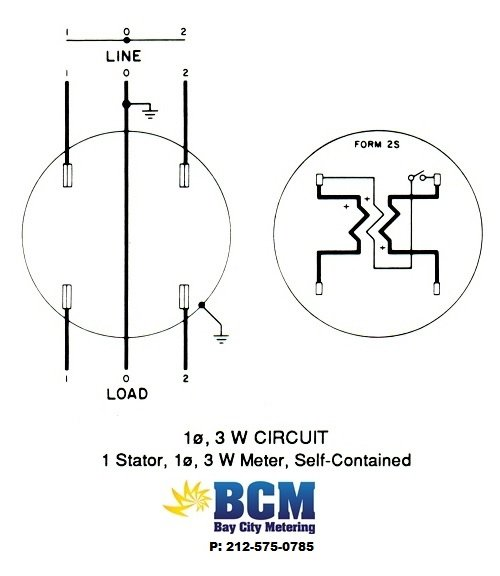 1 0 2
LINE
1 0 2
FORM 2S
+ +
+
1 0 2
LOAD
1ø, 3 W CIRCUIT
1 Stator, 1ø, 3 W Meter, Self-Contained
BCM
Bay City Metering
P: 212-575-0785